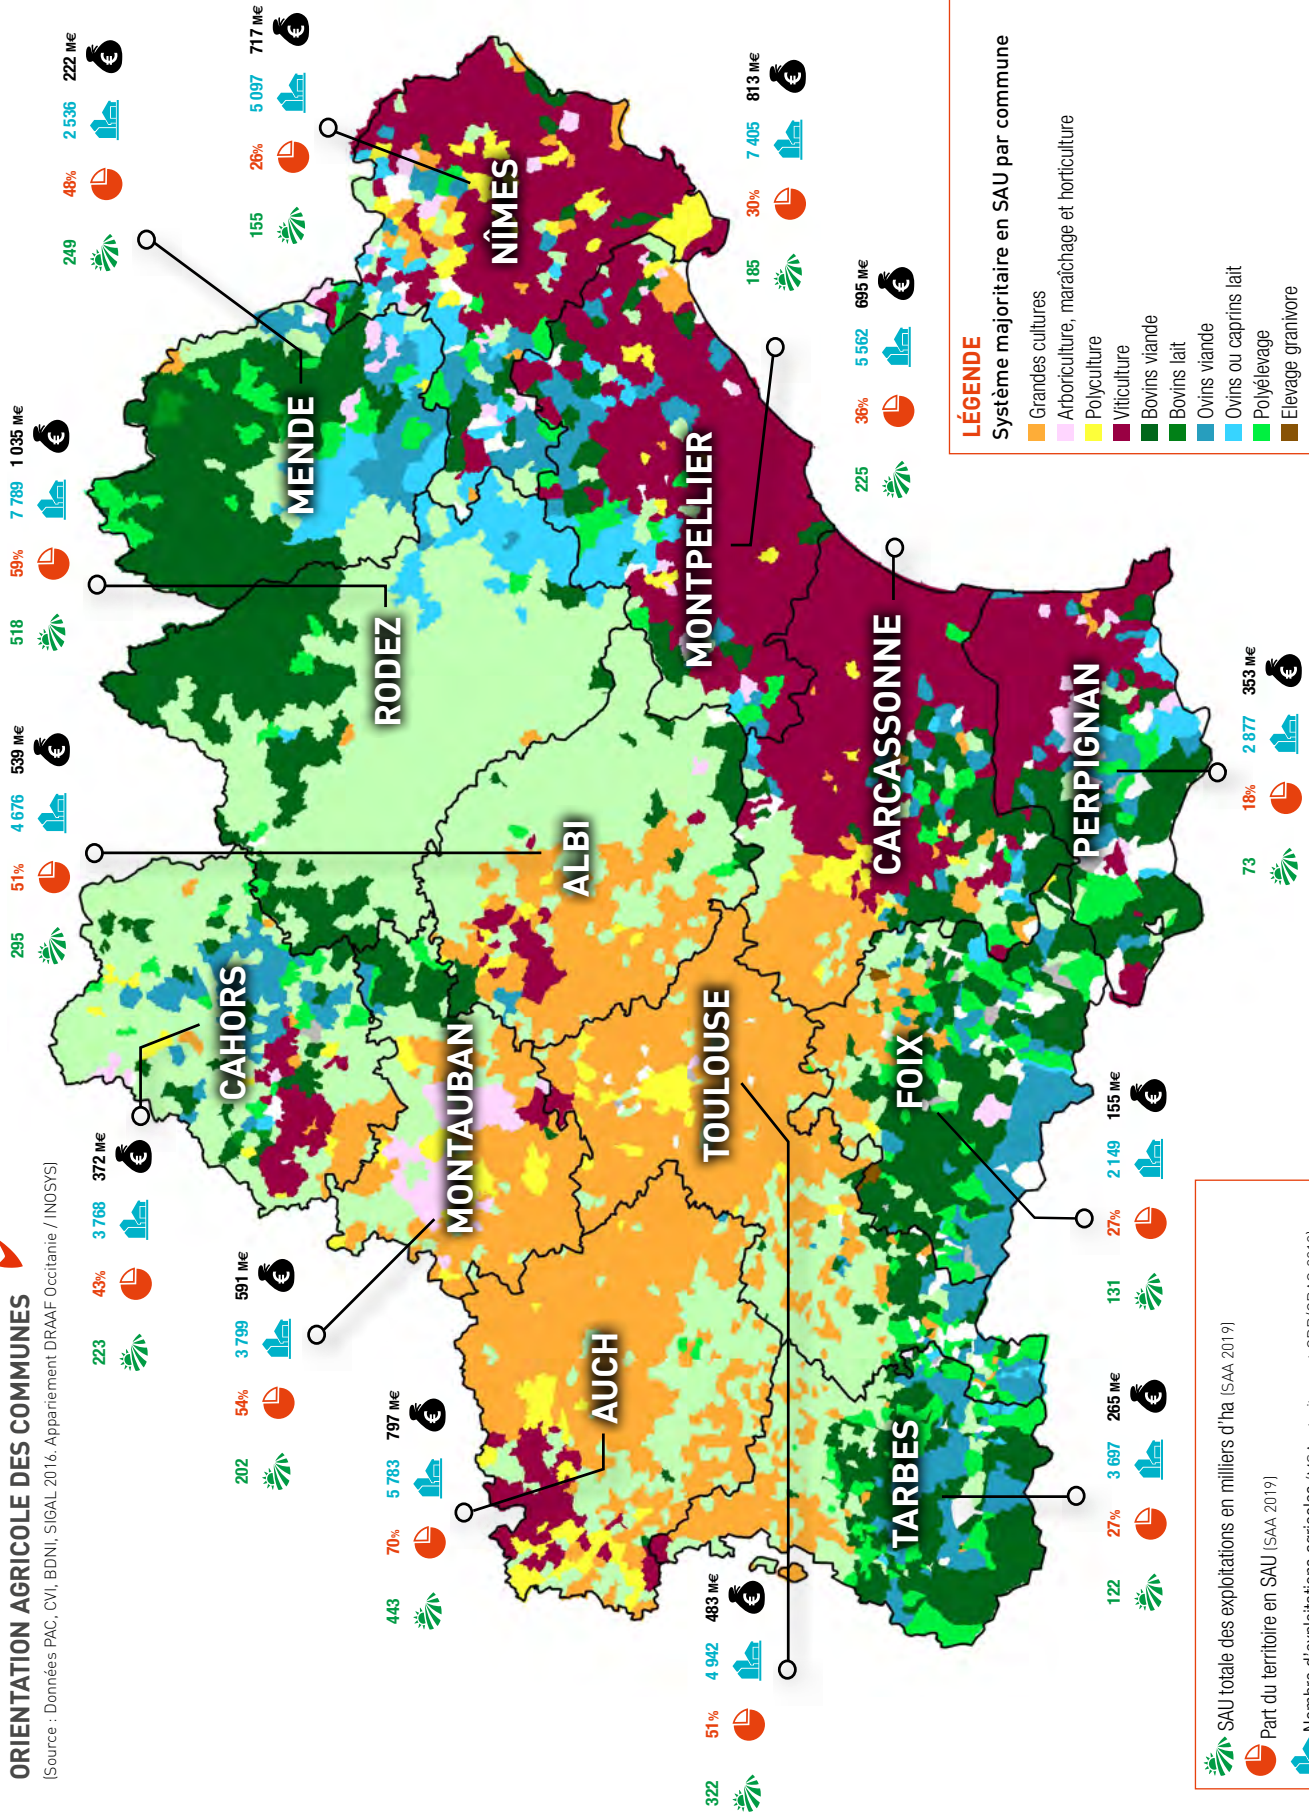 ORIENTATION AGRICOLE DES COMMUNES
(Source : Données PAC, CVI, BDNI, SIGAL 2016. Appariement DRAAF Occitanie / INOSYS)
223 43% 3 768 372 M€
295 51% 4 676 539 M€
518 59% 7 789 1 035 M€
249 48% 2 536 222 M€
155 26% 5 097 717 M€
202 54% 3 799 591 M€
443 70% 5 783 797 M€
322 51% 4 942 483 M€
185 30% 7 405 813 M€
225 36% 5 562 695 M€
122 27% 3 697 265 M€
131 27% 2 149 155 M€
73 18% 2 877 353 M€
CAHORS
MENDE
RODEZ
MONTAUBAN
NÎMES
ALBI
AUCH
MONTPELLIER
TOULOUSE
CARCASSONNE
TARBES
FOIX
PERPIGNAN
LÉGENDE
Système majoritaire en SAU par commune
Grandes cultures
Arboriculture, maraîchage et horticulture
Polyculture
Viticulture
Bovins viande
Bovins lait
Ovins viande
Ovins ou caprins lait
Polyélevage
Elevage granivore
SAU totale des exploitations en milliers d'ha (SAA 2019)
Part du territoire en SAU (SAA 2019)
Nombre d'exploitations agricoles